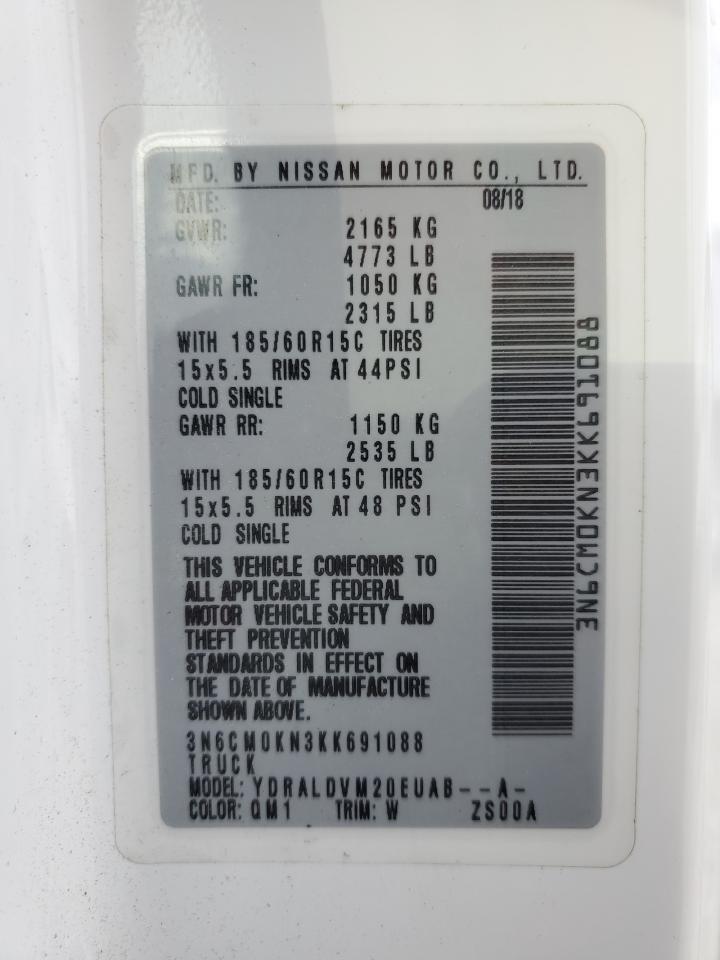 MFD. BY NISSAN MOTOR CO., LTD.
DATE: 08/18
GVWR: 2165 KG
4773 LB
GAWR FR: 1050 KG
2315 LB
WITH 185/60R15C TIRES
15x5.5 RIMS AT 44PSI
COLD SINGLE
GAWR RR: 1150 KG
2535 LB
WITH 185/60R15C TIRES
15x5.5 RIMS AT 48 PSI
COLD SINGLE
THIS VEHICLE CONFORMS TO
ALL APPLICABLE FEDERAL
MOTOR VEHICLE SAFETY AND
THEFT PREVENTION
STANDARDS IN EFFECT ON
THE DATE OF MANUFACTURE
SHOWN ABOVE.
3N6CM0KN3KK691088
TRUCK
MODEL: YDRALDVM20EUAB--A-
COLOR: QM1 TRIM: W ZS00A
3N6CM0KN3KK691088